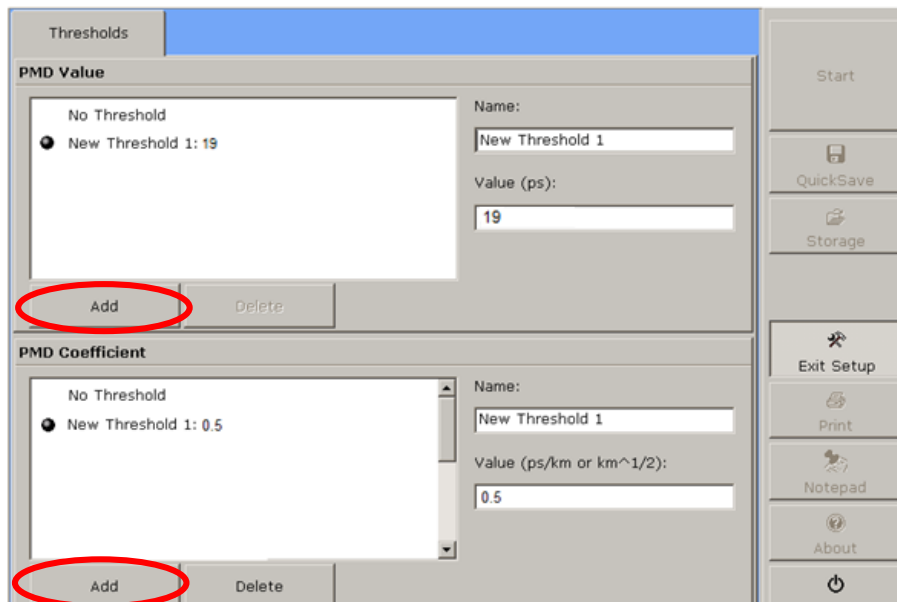 Thresholds
PMD Value
No Threshold
New Threshold 1: 19
Name:
New Threshold 1
Value (ps):
19
Add
Delete
PMD Coefficient
No Threshold
New Threshold 1: 0.5
Name:
New Threshold 1
Value (ps/km or km^1/2):
0.5
Add
Delete
Start
QuickSave
Storage
Exit Setup
Print
Notepad
About